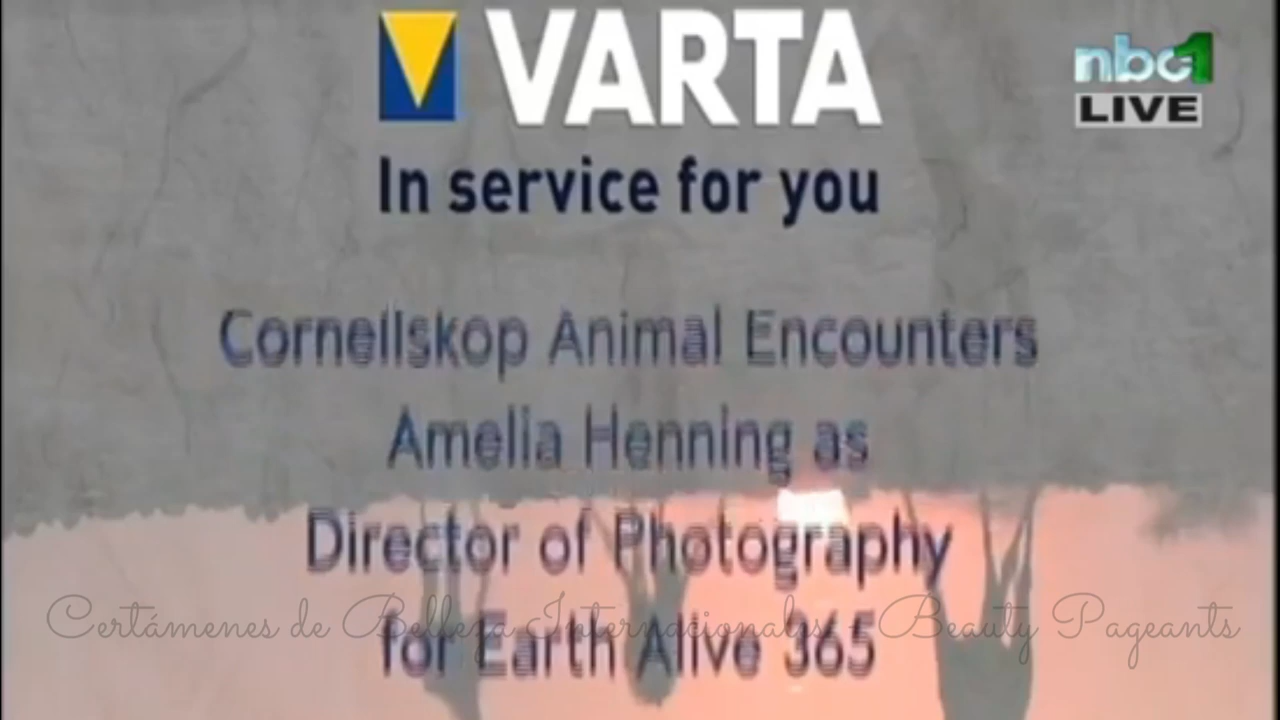 VARTA
nbc1
LIVE
In service for you
Cornellskop Animal Encounters
Amelia Henning as
Director of Photography
for Earth Alive 365
Certámenes de Belleza Internacionales! - Beauty Pageants